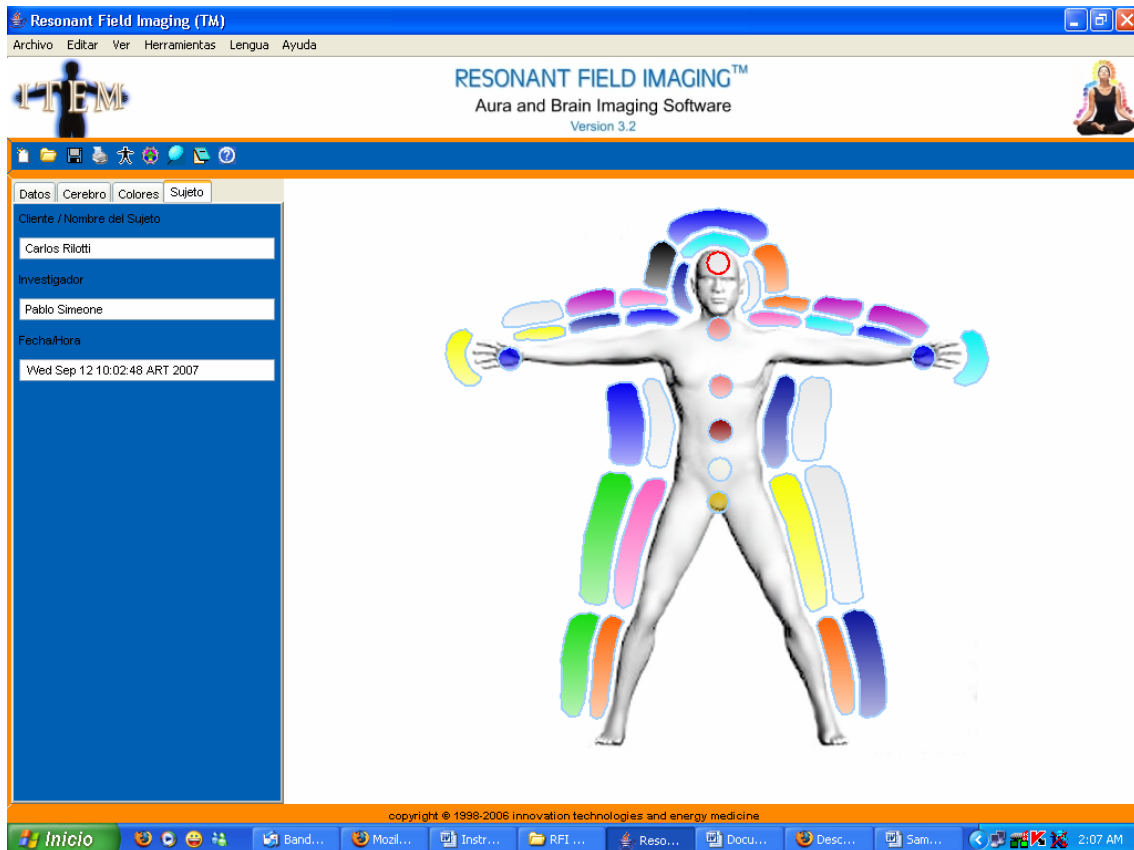 Resonant Field Imaging (TM)
Archivo Editar Ver Herramientas Lengua Ayuda
ITEM
RESONANT FIELD IMAGING™
Aura and Brain Imaging Software
Version 3.2
Datos Cerebro Colores Sujeto
Cliente / Nombre del Sujeto
Carlos Rilotti
Investigador
Pablo Simeone
Fecha/Hora
Wed Sep 12 10:02:48 ART 2007
copyright © 1998-2006 innovation technologies and energy medicine
Inicio Band... Mozil... Instr... RFI ... Reso... Docu... Desc... Sam... 2:07 AM